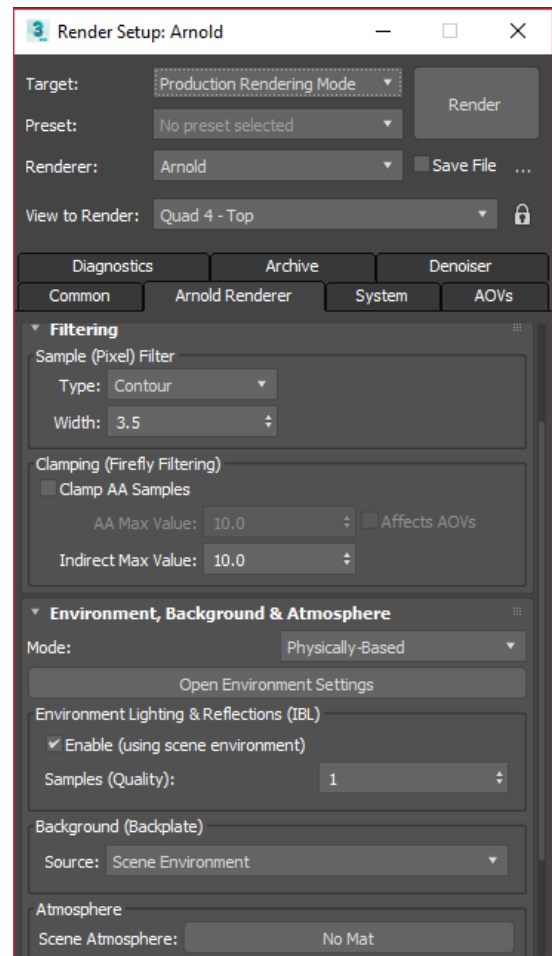 Render Setup: Arnold
Target: Production Rendering Mode
Render
Preset: No preset selected
Renderer: Arnold
Save File ...
View to Render: Quad 4 - Top
Diagnostics Archive Denoiser
Common Arnold Renderer System AOVs
Filtering
Sample (Pixel) Filter
Type: Contour
Width: 3.5
Clamping (Firefly Filtering)
Clamp AA Samples
AA Max Value: 10.0 Affects AOVs
Indirect Max Value: 10.0
Environment, Background & Atmosphere
Mode: Physically-Based
Open Environment Settings
Environment Lighting & Reflections (IBL)
Enable (using scene environment)
Samples (Quality): 1
Background (Backplate)
Source: Scene Environment
Atmosphere
Scene Atmosphere: No Mat